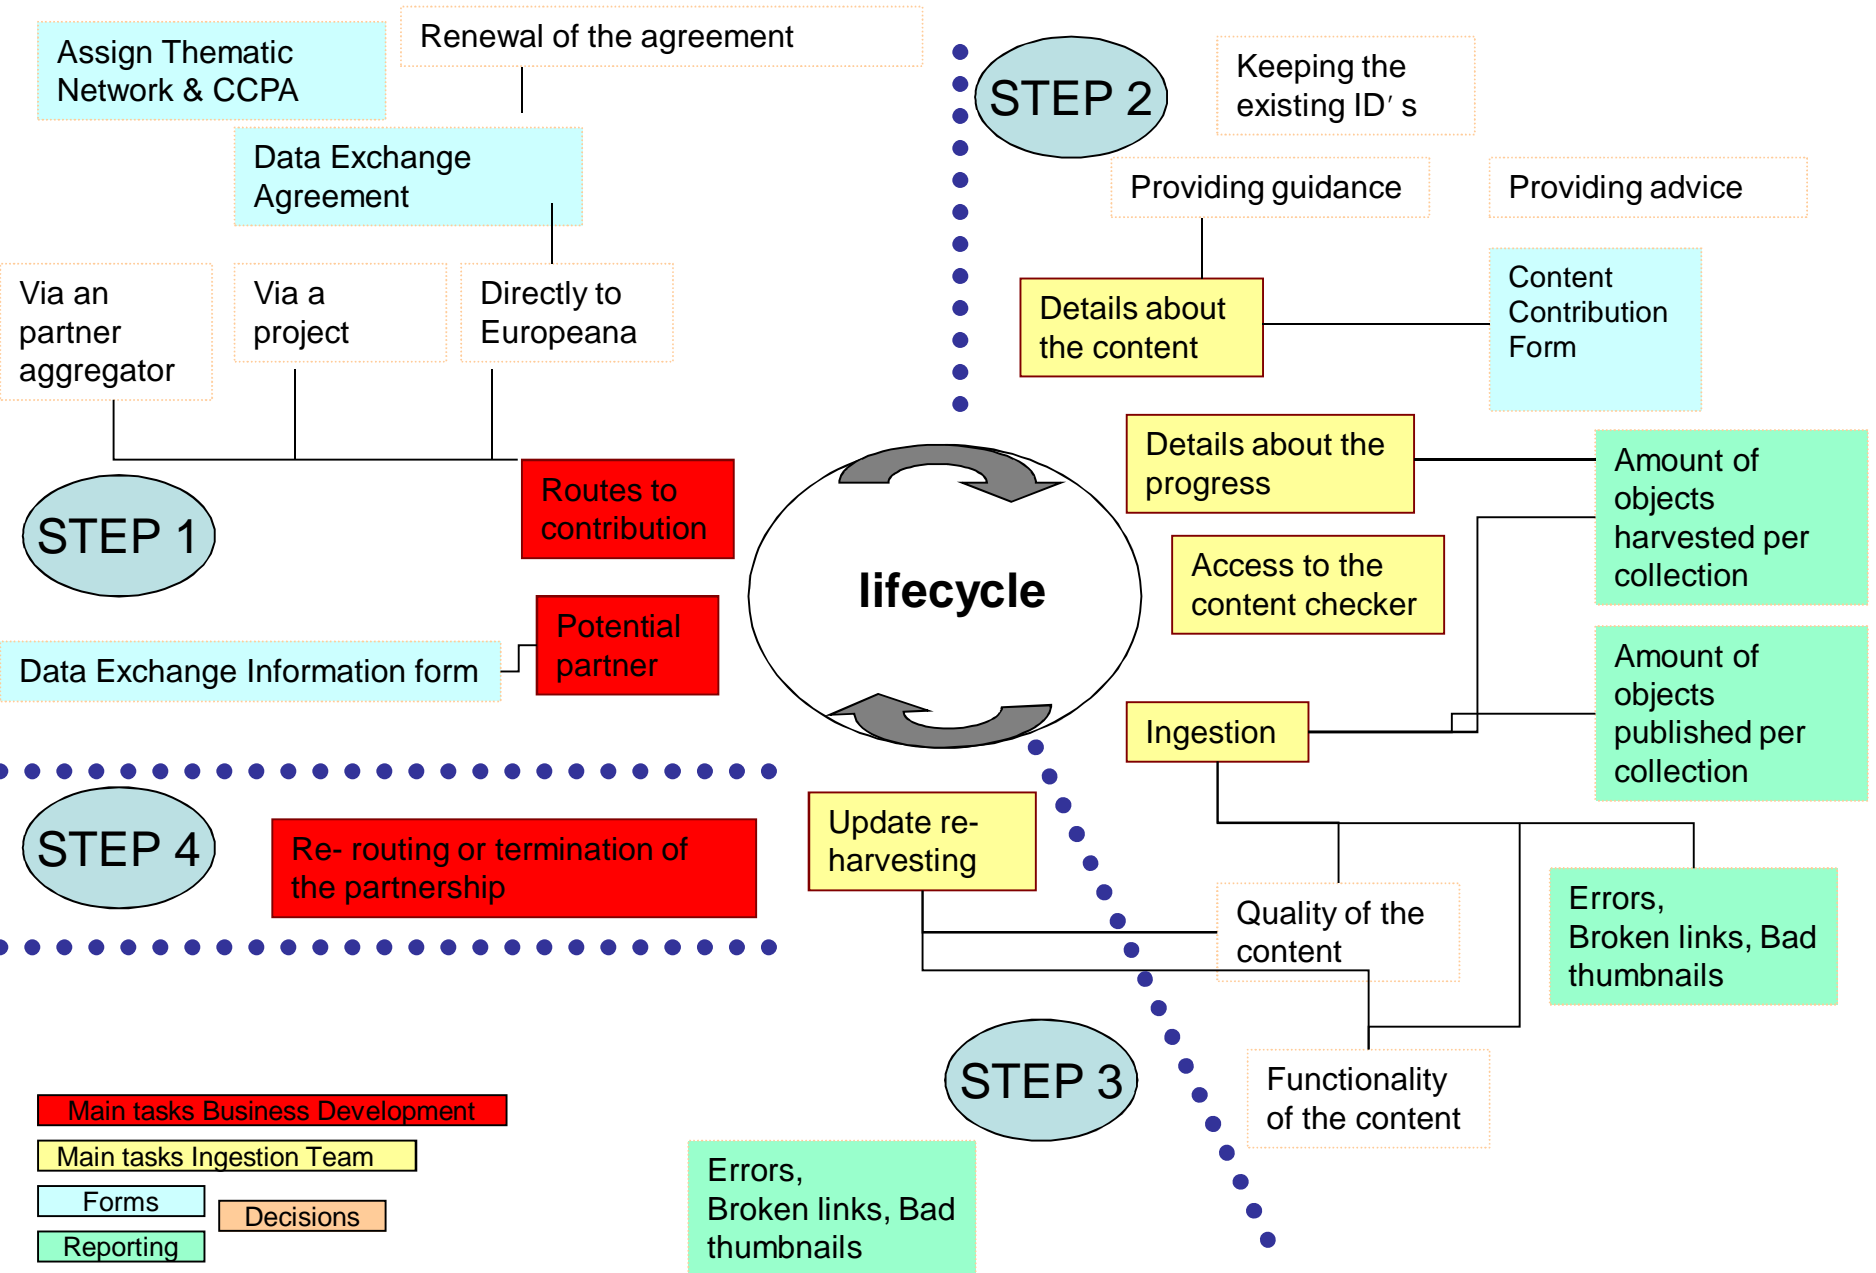 Assign Thematic
Network & CCPA
Renewal of the agreement
Data Exchange
Agreement
Via an
partner
aggregator
Via a
project
Directly to
Europeana
STEP 1
Routes to
contribution
Potential
partner
Data Exchange Information form
STEP 2
Keeping the
existing ID′ s
Providing guidance
Providing advice
Details about
the content
Content
Contribution
Form
Details about the
progress
Amount of
objects
harvested per
collection
Access to the
content checker
lifecycle
Ingestion
Amount of
objects
published per
collection
STEP 4
Re- routing or termination of
the partnership
Update re-
harvesting
Quality of the
content
Errors,
Broken links, Bad
thumbnails
STEP 3
Functionality
of the content
Errors,
Broken links, Bad
thumbnails
Main tasks Business Development
Main tasks Ingestion Team
Forms
Decisions
Reporting